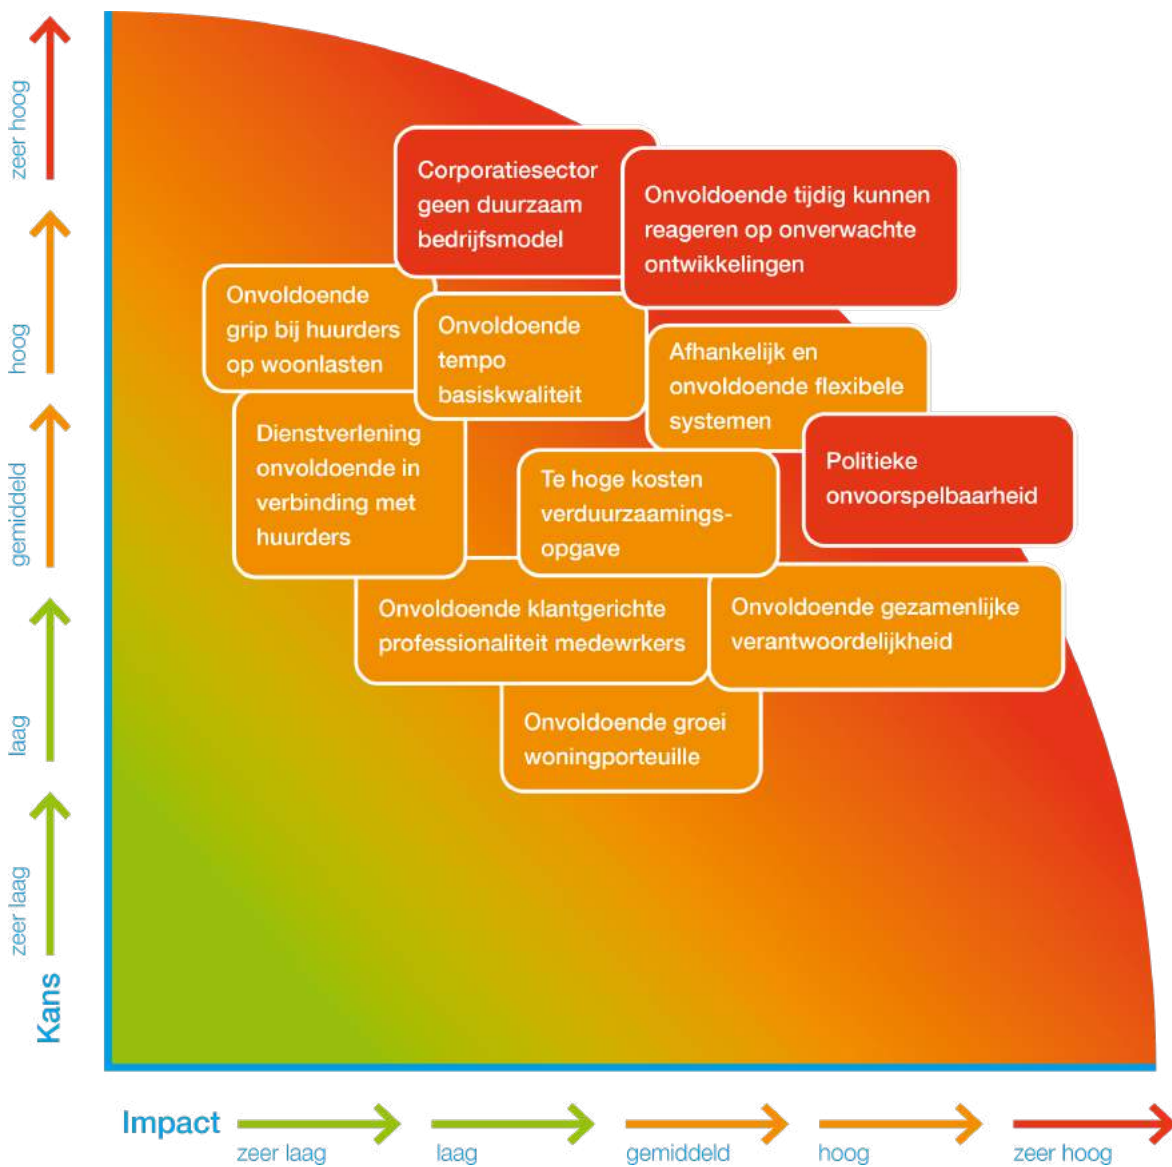 zeer hoog
hoog
gemiddeld
laag
zeer laag
Kans
Corporatiesector
geen duurzaam
bedrijfsmodel
Onvoldoende tijdig kunnen
reageren op onverwachte
ontwikkelingen
Onvoldoende
grip bij huurders
op woonlasten
Onvoldoende
tempo
basiskwaliteit
Afhankelijk en
onvoldoende flexibele
systemen
Dienstverlening
onvoldoende in
verbinding met
huurders
Te hoge kosten
verduurzaamings-
opgave
Politieke
onvoorspelbaarheid
Onvoldoende klantgerichte
professionaliteit medewrkers
Onvoldoende gezamenlijke
verantwoordelijkheid
Onvoldoende groei
woningporteuille
Impact
zeer laag
laag
gemiddeld
hoog
zeer hoog